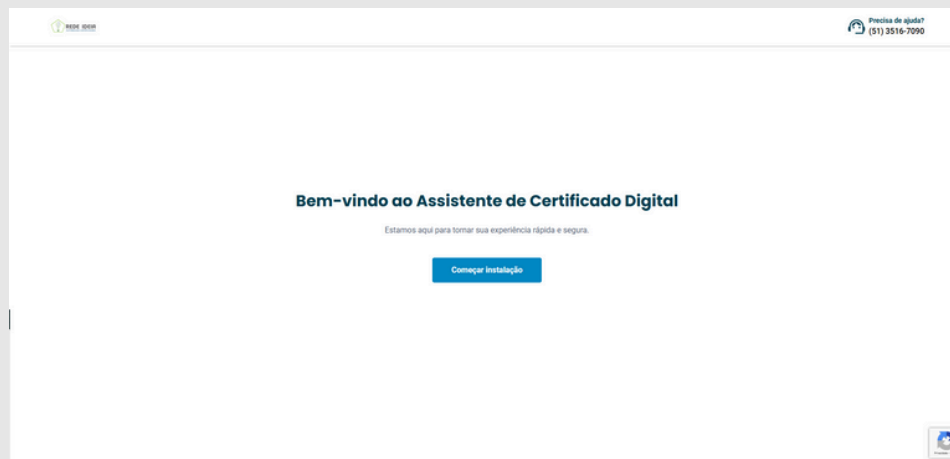 REDE IDEIA
Precisa de ajuda?
(51) 3516-7090
Bem-vindo ao Assistente de Certificado Digital
Estamos aqui para tornar sua experiência rápida e segura.
Começar instalação